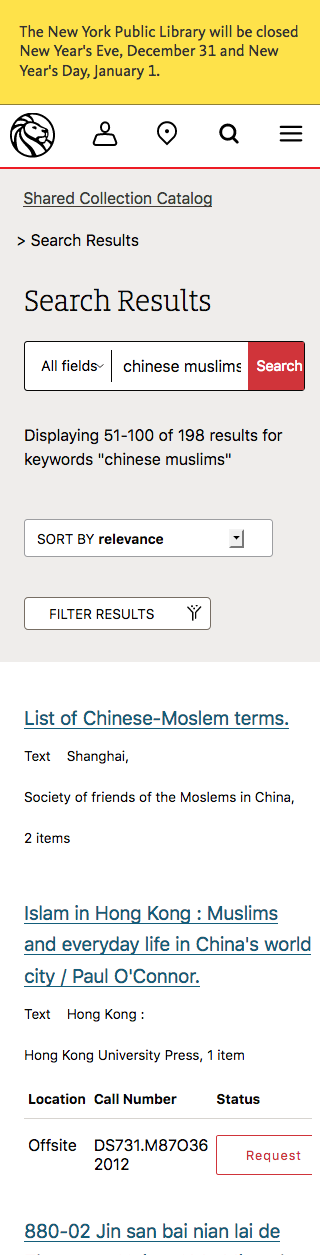 The New York Public Library will be closed
New Year's Eve, December 31 and New
Year's Day, January 1.
Shared Collection Catalog
> Search Results
Search Results
All fields chinese muslims Search
Displaying 51-100 of 198 results for
keywords "chinese muslims"
SORT BY relevance
FILTER RESULTS
List of Chinese-Moslem terms.
Text Shanghai,
Society of friends of the Moslems in China,
2 items
Islam in Hong Kong : Muslims
and everyday life in China's world
city / Paul O'Connor.
Text Hong Kong :
Hong Kong University Press, 1 item
Location Call Number Status
Offsite DS731.M87O36 Request
2012
880-02 Jin san bai nian lai de